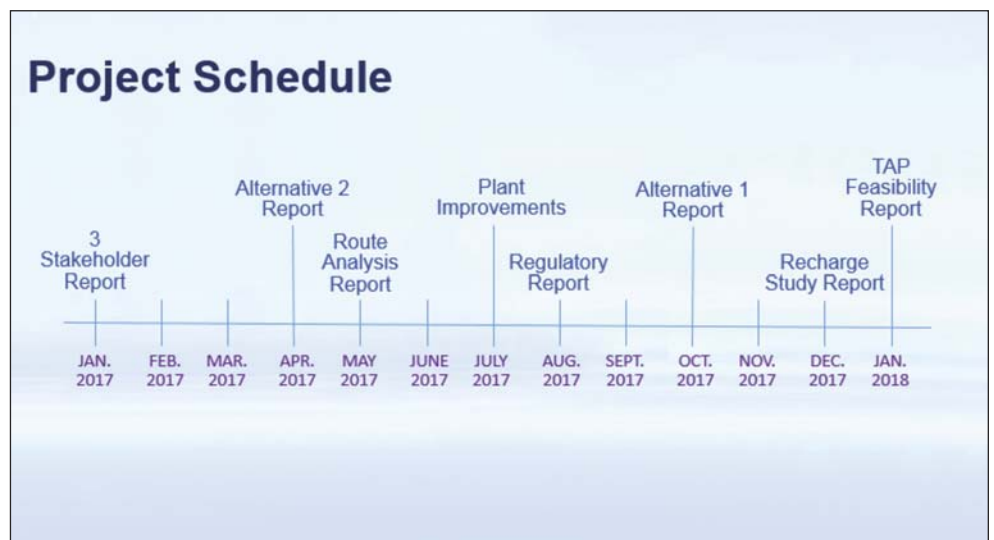 Project Schedule
3
Stakeholder
Report
Alternative 2
Report
Route
Analysis
Report
Plant
Improvements
Regulatory
Report
Alternative 1
Report
Recharge
Study Report
TAP
Feasibility
Report
JAN.
2017
FEB.
2017
MAR.
2017
APR.
2017
MAY
2017
JUNE
2017
JULY
2017
AUG.
2017
SEPT.
2017
OCT.
2017
NOV.
2017
DEC.
2017
JAN.
2018